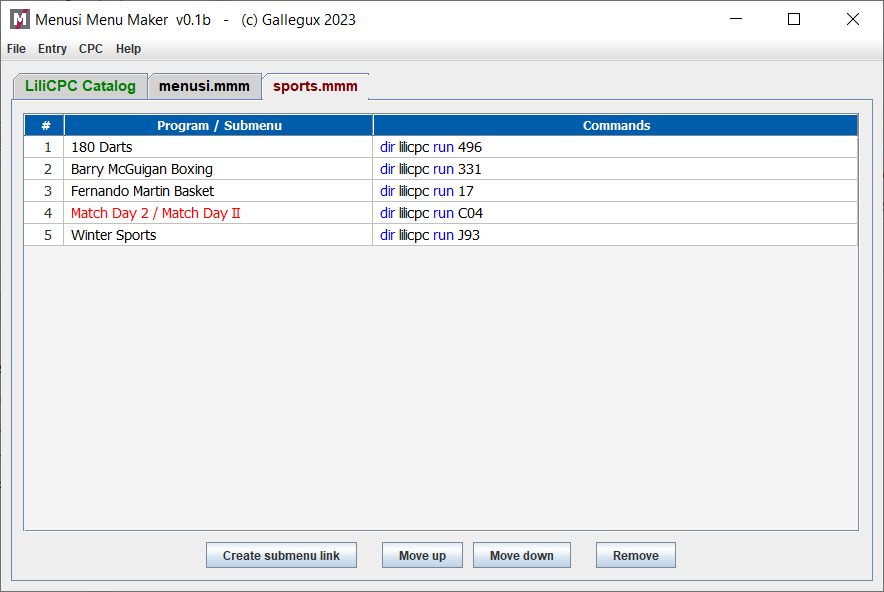 Menusi Menu Maker v0.1b - (c) Gallegux 2023
File Entry CPC Help
LiliCPC Catalog menusi.mmm sports.mmm
# Program / Submenu Commands
1 180 Darts dir lilicpc run 496
2 Barry McGuigan Boxing dir lilicpc run 331
3 Fernando Martin Basket dir lilicpc run 17
4 Match Day 2 / Match Day II dir lilicpc run C04
5 Winter Sports dir lilicpc run J93
Create submenu link Move up Move down Remove